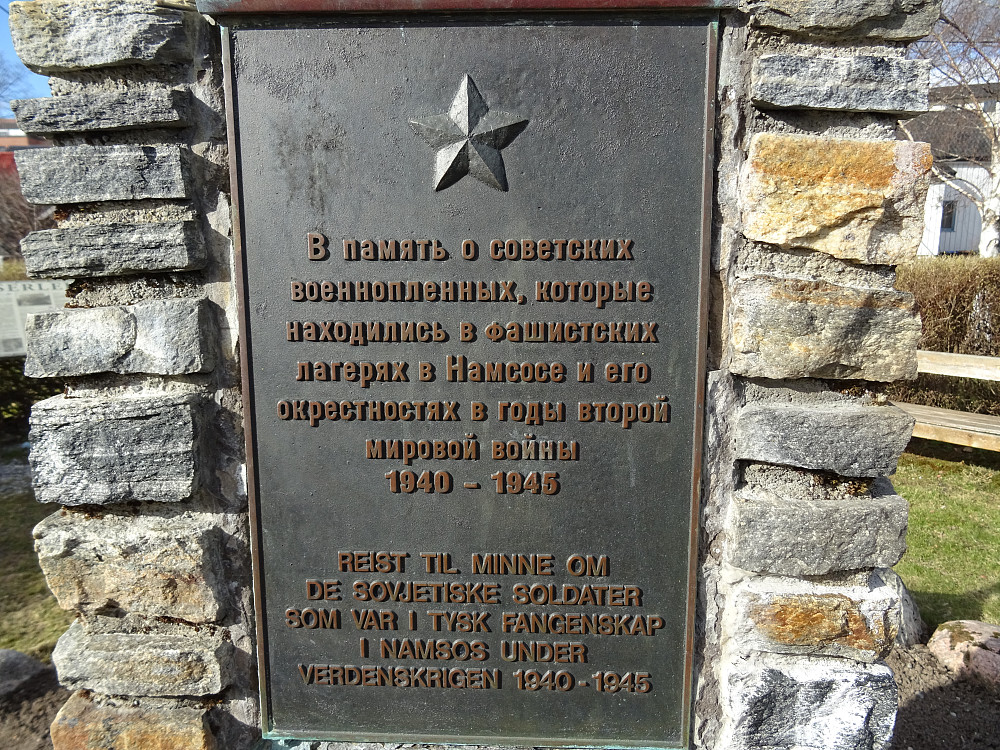 В память о советских
военнопленных, которые
находились в фашистских
лагерях в Намсосе и его
окрестностях в годы второй
мировой войны
1940 - 1945
REIST TIL MINNE OM
DE SOVJETISKE SOLDATER
SOM VAR I TYSK FANGENSKAP
I NAMSOS UNDER
VERDENSKRIGEN 1940-1945